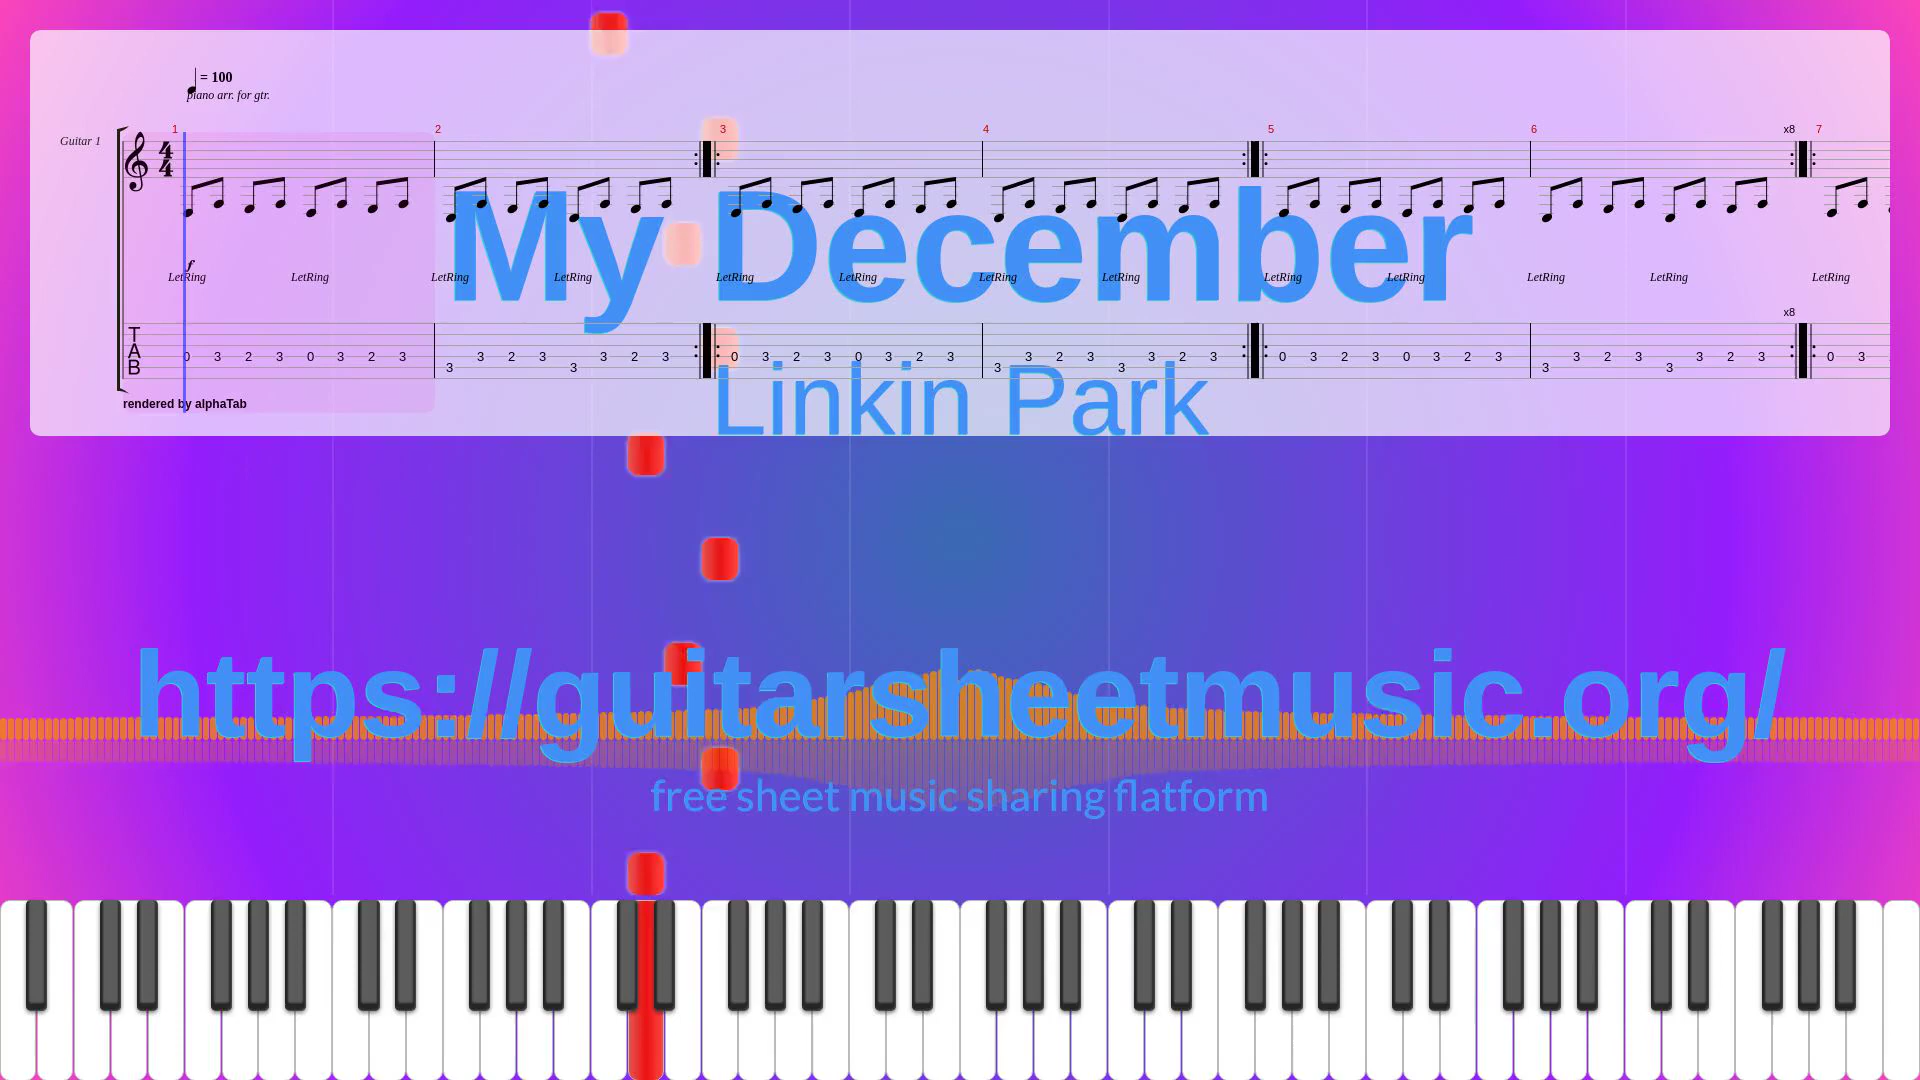 = 100
piano arr. for gtr.
1 2 3 4 5 6 x8 7
Guitar 1
4
4
My December
f
LetRing LetRing LetRing LetRing LetRing LetRing LetRing LetRing LetRing LetRing LetRing LetRing LetRing
x8
T
A
B
0 3 2 3 0 3 2 3 3 2 3 3 2 3 0 3 2 3 0 3 2 3 3 2 3 3 2 3 0 3 2 3 0 3 2 3 3 2 3 3 2 3 0 3
3 3 3 3 3 3
Linkin Park
rendered by alphaTab
https://guitarsheetmusic.org/
free sheet music sharing flatform